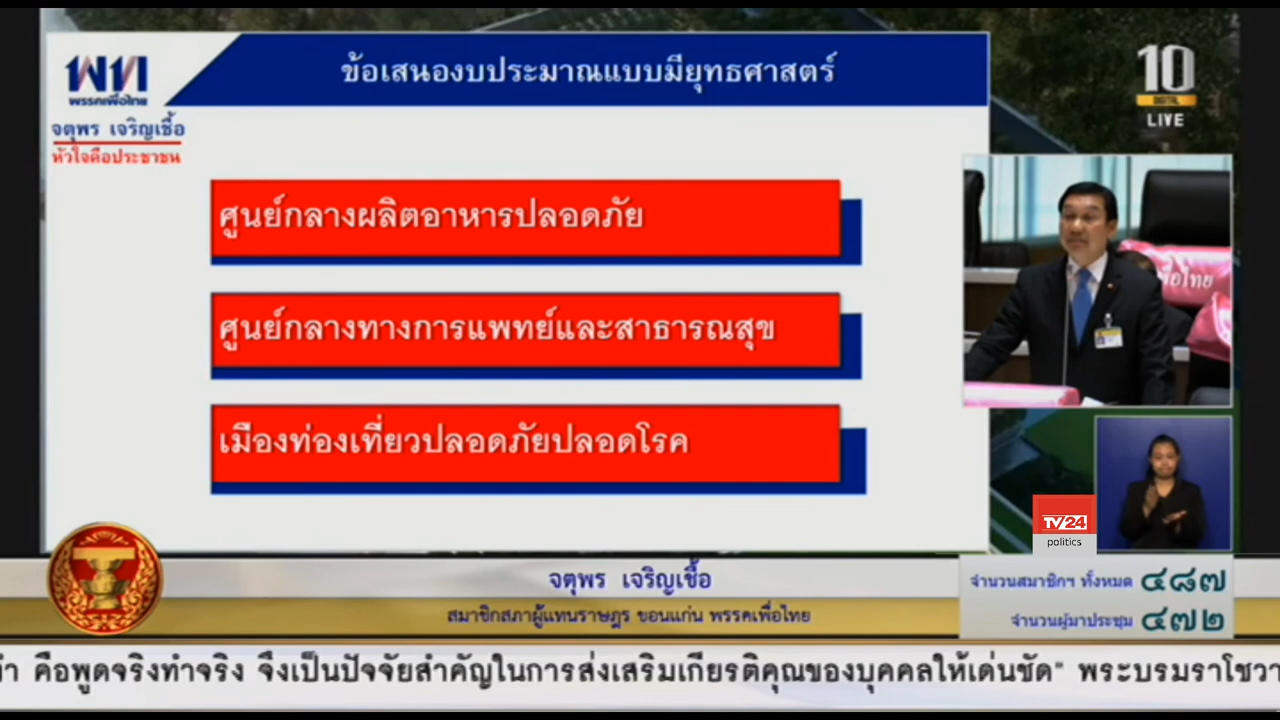 พท
พรรคเพื่อไทย
จตุพร เจริญเชื้อ
หัวใจคือประชาชน
ข้อเสนองบประมาณแบบมียุทธศาสตร์
10
DIGITAL
LIVE
ศูนย์กลางผลิตอาหารปลอดภัย
ศูนย์กลางทางการแพทย์และสาธารณสุข
เมืองท่องเที่ยวปลอดภัยปลอดโรค
TV24
politics
จตุพร เจริญเชื้อ
สมาชิกสภาผู้แทนราษฎร ขอนแก่น พรรคเพื่อไทย
จำนวนสมาชิกฯ ทั้งหมด ๔๘๗
จำนวนผู้มาประชุม ๔๗๒
คือพูดจริงทำจริง จึงเป็นปัจจัยสำคัญในการส่งเสริมเกียรติคุณของบุคคลให้เด่นชัด" พระบรมราโชวา